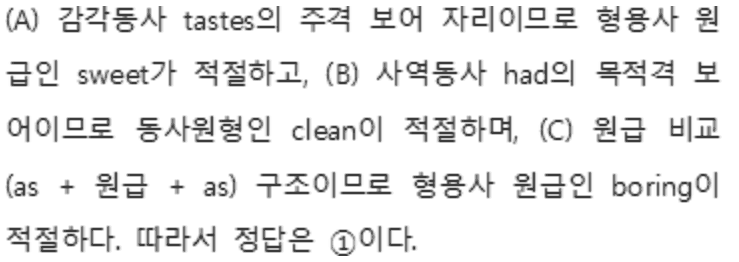 (A) 감각동사 tastes의 주격 보어 자리이므로 형용사 원
급인 sweet가 적절하고, (B) 사역동사 had의 목적격 보
어이므로 동사원형인 clean이 적절하며, (C) 원급 비교
(as + 원급 + as) 구조이므로 형용사 원급인 boring이
적절하다. 따라서 정답은 ①이다.